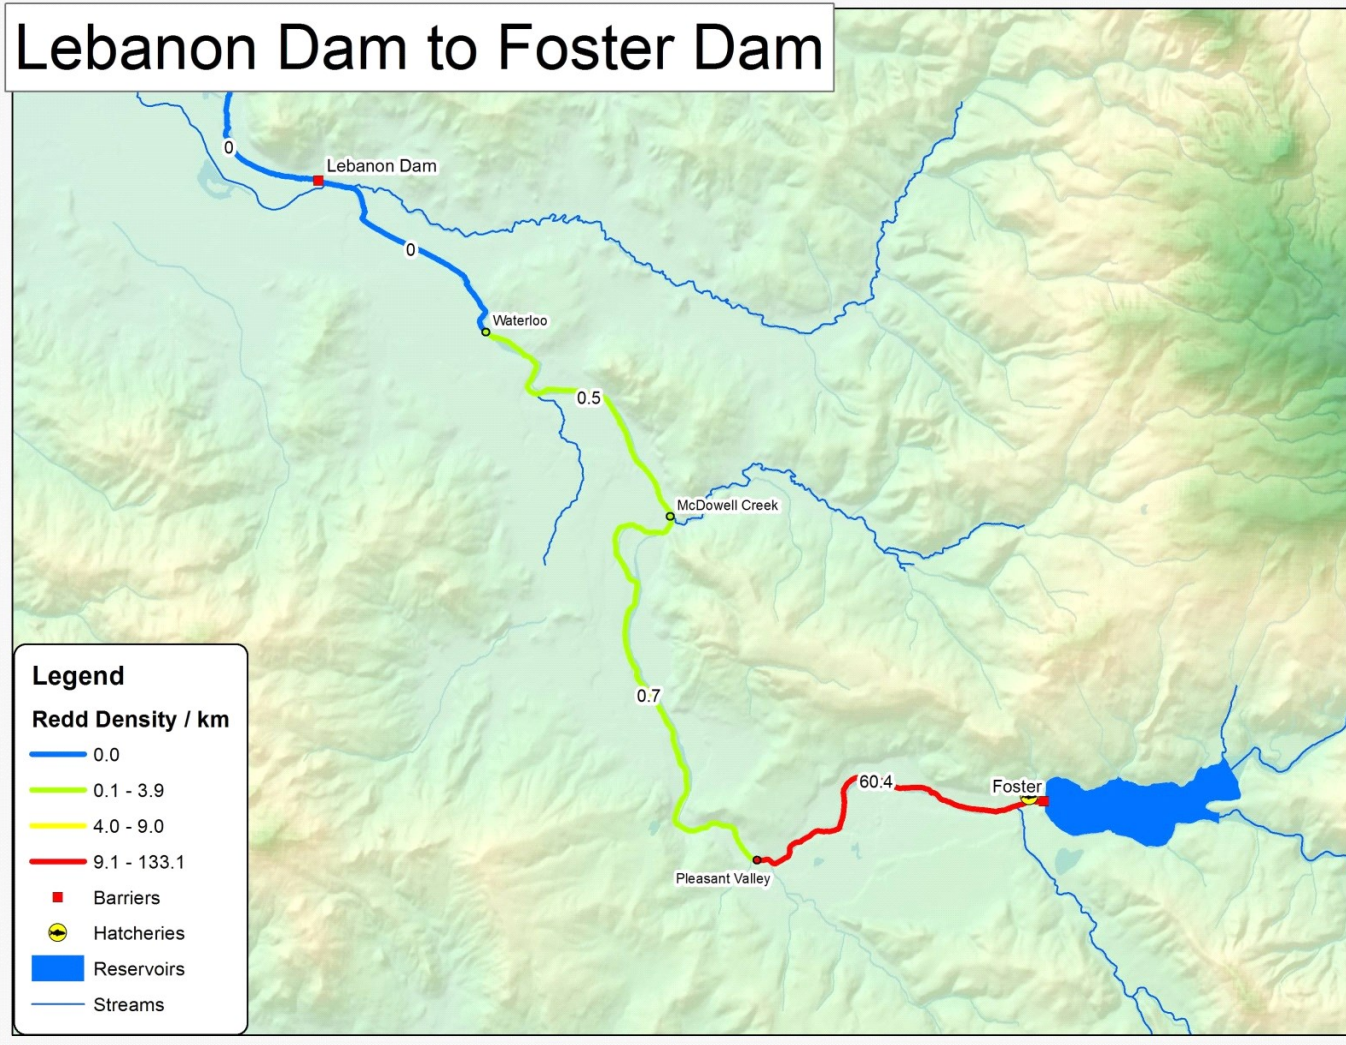 Lebanon Dam to Foster Dam
0
Lebanon Dam
0
Waterloo
0.5
McDowell Creek
0.7
60.4
Foster
Pleasant Valley
Legend
Redd Density / km
0.0
0.1 - 3.9
4.0 - 9.0
9.1 - 133.1
Barriers
Hatcheries
Reservoirs
Streams